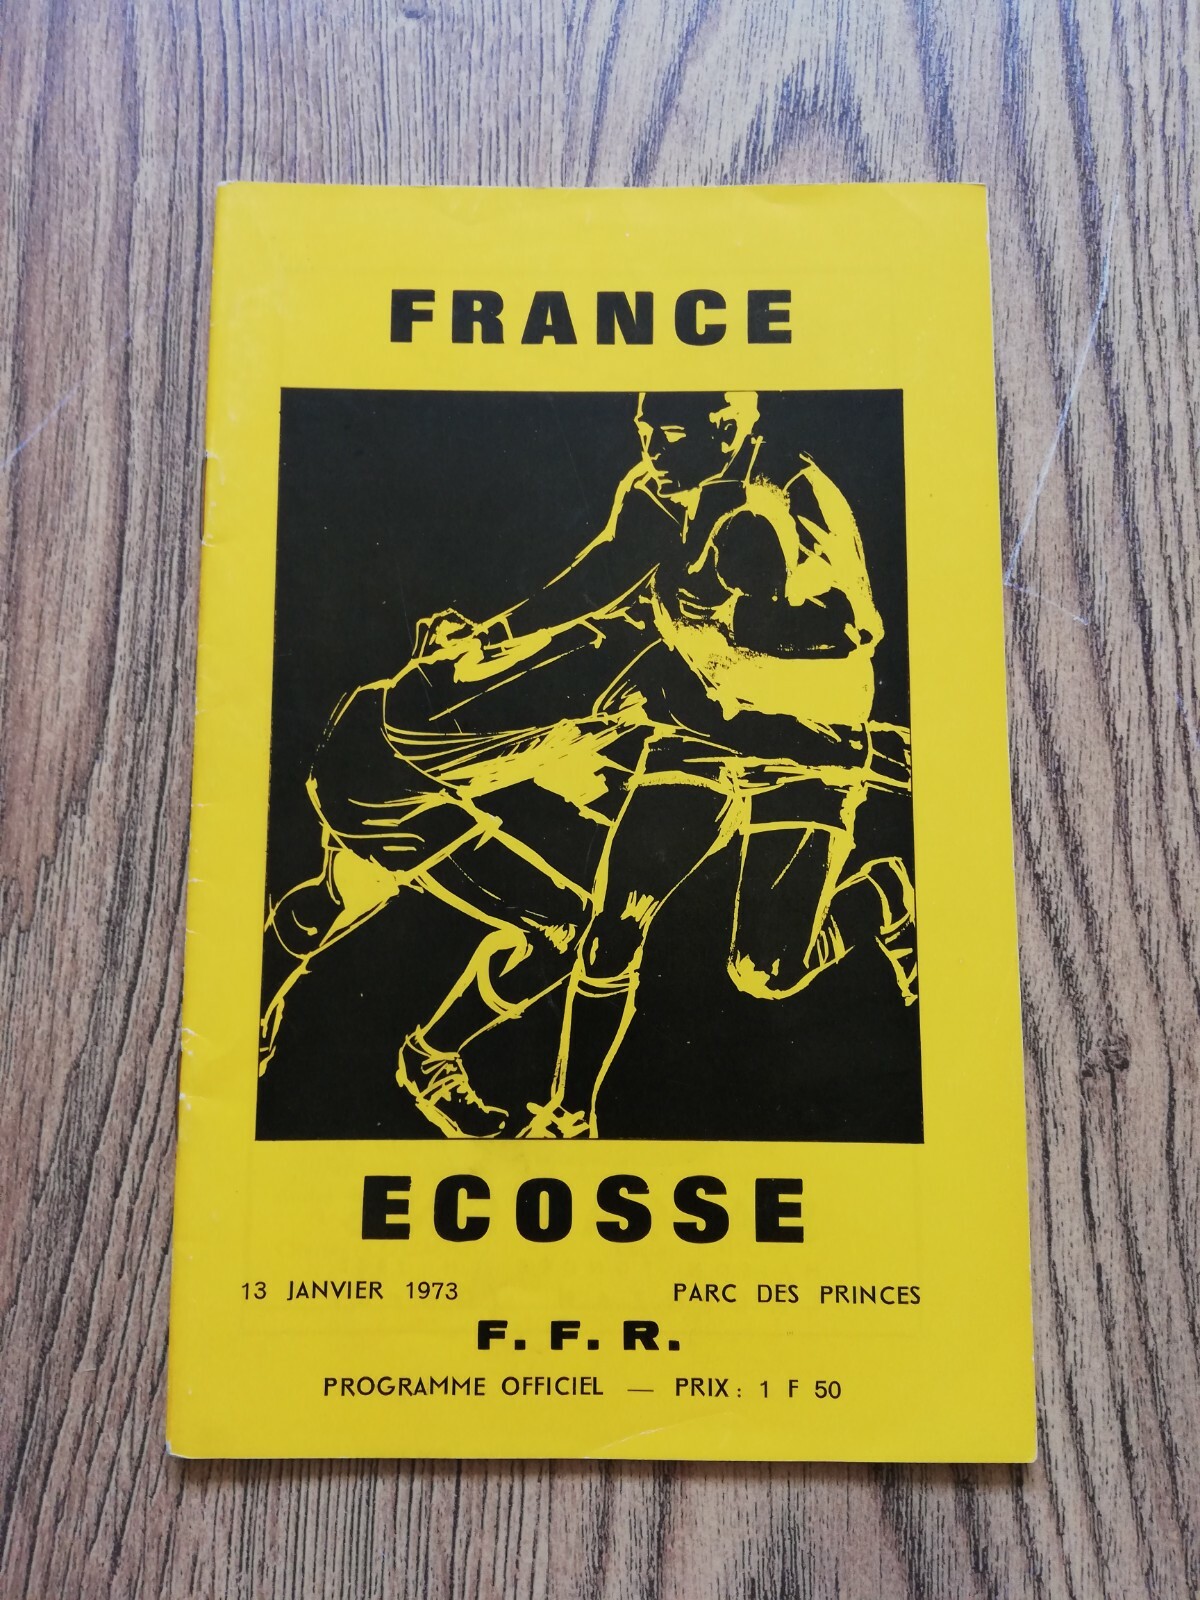 FRANCE
ECOSSE
13 JANVIER 1973 PARC DES PRINCES
F. F. R.
PROGRAMME OFFICIEL — PRIX : 1 F 50